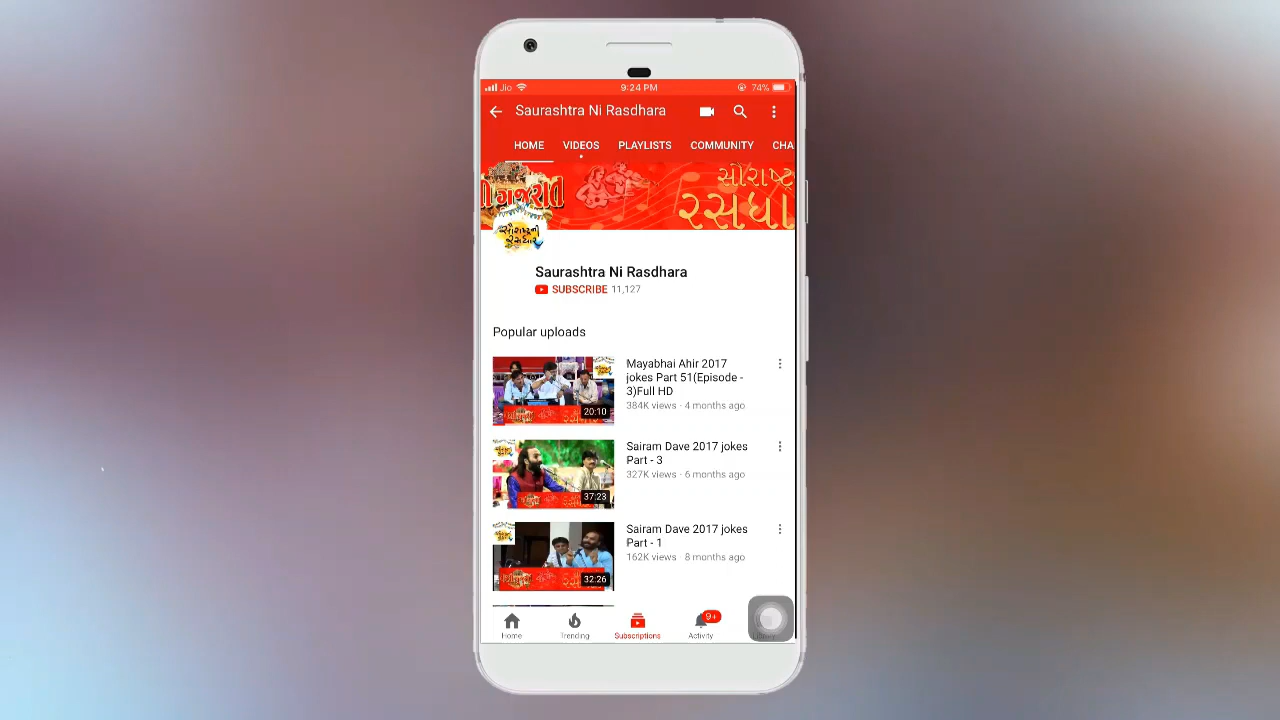 Jio
9:24 PM
74%
Saurashtra Ni Rasdhara
HOME VIDEOS PLAYLISTS COMMUNITY CHA
ગુજરાત
સૌરાષ્ટ્ર
રસધા
Saurashtra Ni Rasdhara
SUBSCRIBE 11,127
Popular uploads
Mayabhai Ahir 2017
jokes Part 51(Episode -
3)Full HD
384K views · 4 months ago
20:10
Sairam Dave 2017 jokes
Part - 3
327K views · 6 months ago
37:23
Sairam Dave 2017 jokes
Part - 1
162K views · 8 months ago
32:26
9+
Home Trending Subscriptions Activity